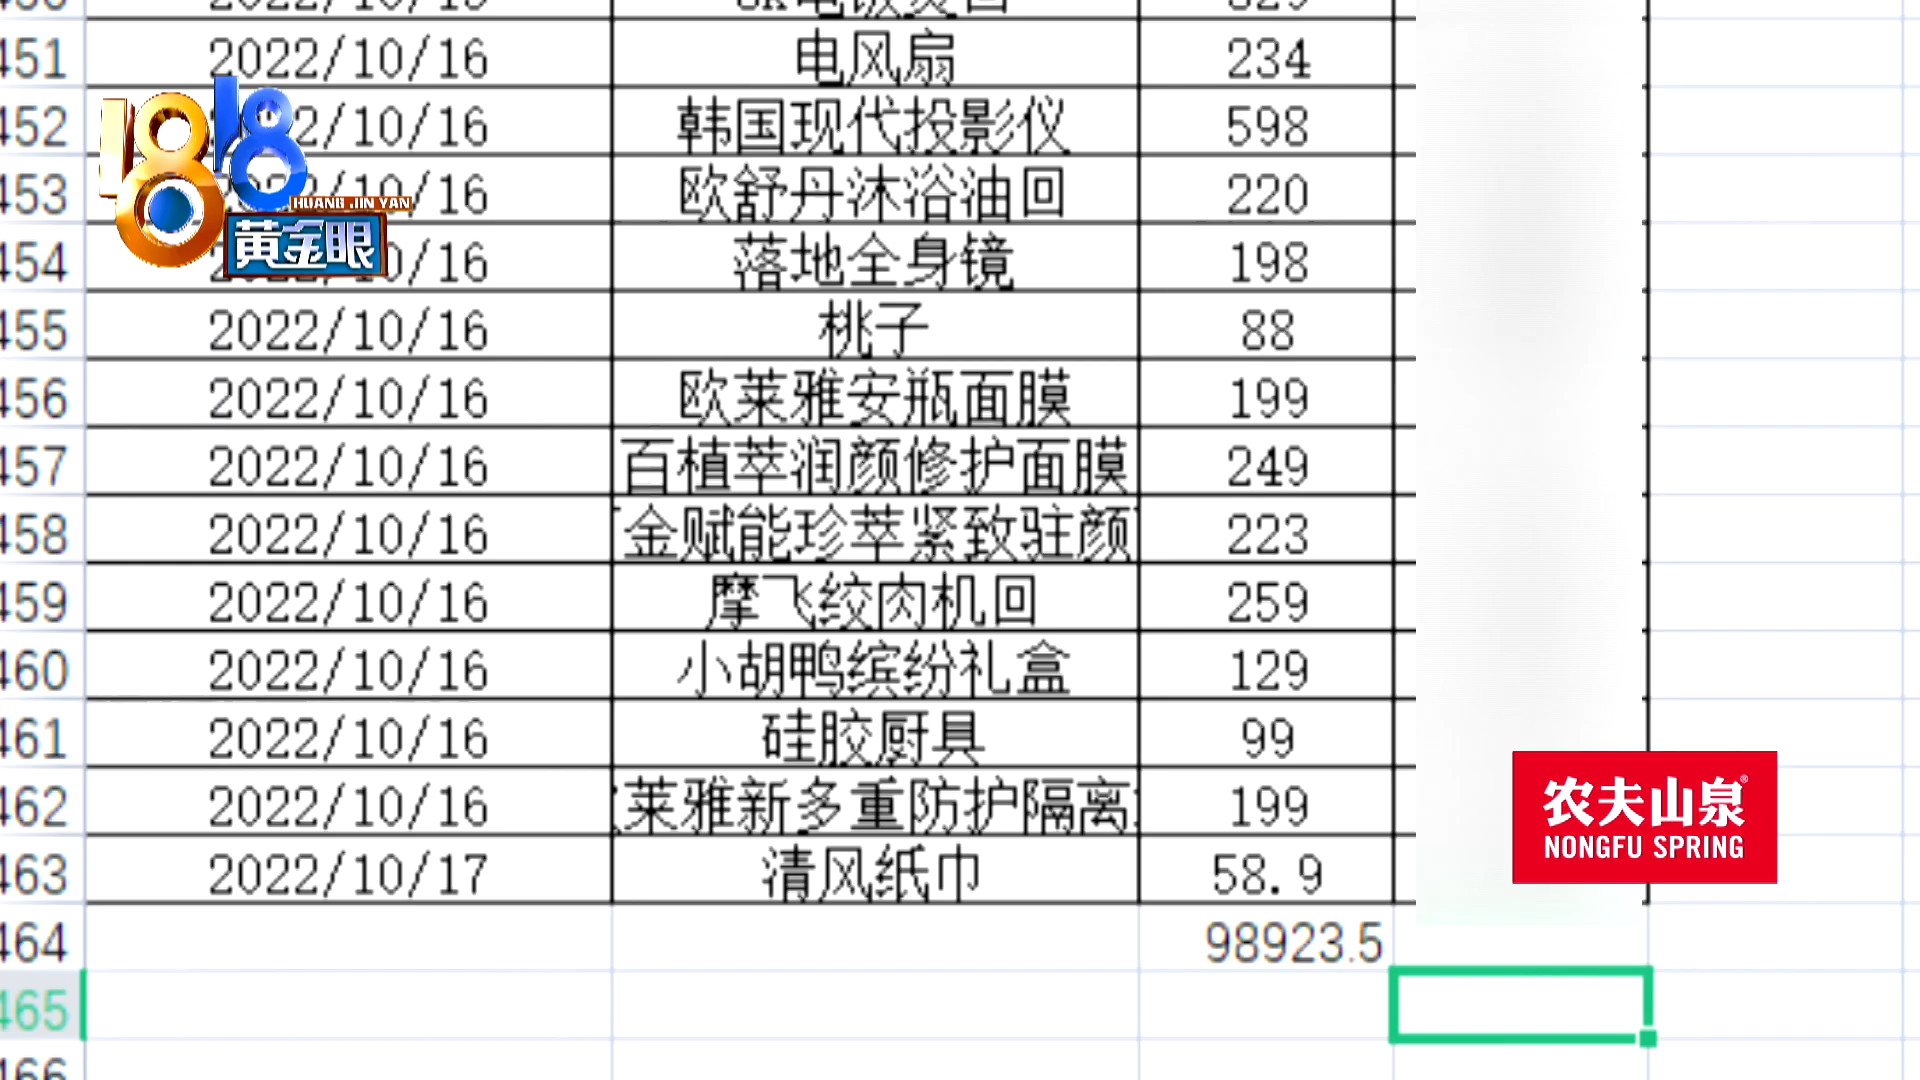 451 2022/10/16 电风扇 234
452 2022/10/16 韩国现代投影仪 598
453 2022/10/16 欧舒丹沐浴油回 220
454 2022/10/16 落地全身镜 198
455 2022/10/16 桃子 88
456 2022/10/16 欧莱雅安瓶面膜 199
457 2022/10/16 百植萃润颜修护面膜 249
458 2022/10/16 金赋能珍萃紧致驻颜 223
459 2022/10/16 摩飞绞肉机回 259
460 2022/10/16 小胡鸭缤纷礼盒 129
461 2022/10/16 硅胶厨具 99
462 2022/10/16 莱雅新多重防护隔离 199
463 2022/10/17 清风纸巾 58.9
464 98923.5
465
466
1818
HUANG JIN YAN
黄金眼
农夫山泉®
NONGFU SPRING